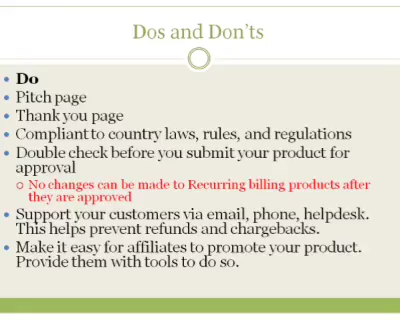 Dos and Don'ts
Do
Pitch page
Thank you page
Compliant to country laws, rules, and regulations
Double check before you submit your product for
approval
No changes can be made to Recurring billing products after
they are approved
Support your customers via email, phone, helpdesk.
This helps prevent refunds and chargebacks.
Make it easy for affiliates to promote your product.
Provide them with tools to do so.